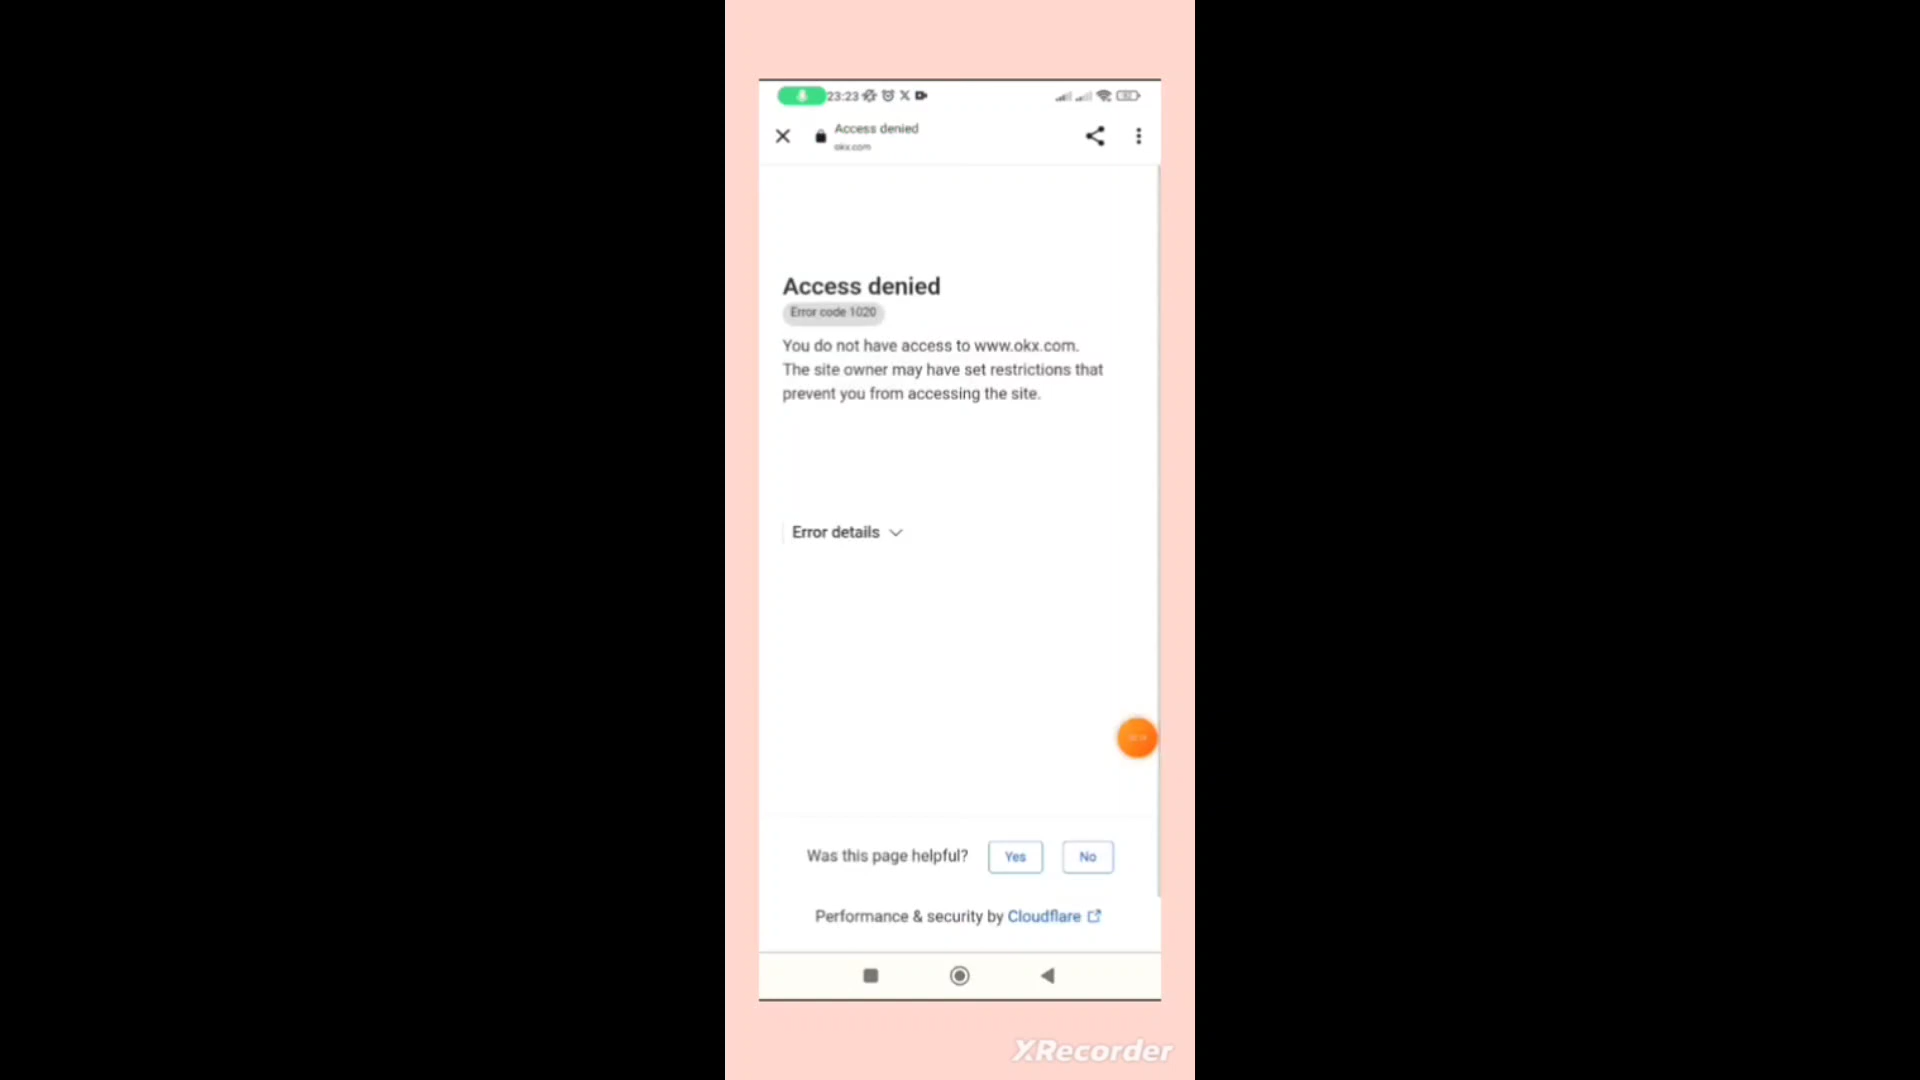 23:23
Access denied
okx.com
Access denied
Error code 1020
You do not have access to www.okx.com.
The site owner may have set restrictions that
prevent you from accessing the site.
Error details
Was this page helpful? Yes No
Performance & security by Cloudflare
XRecorder